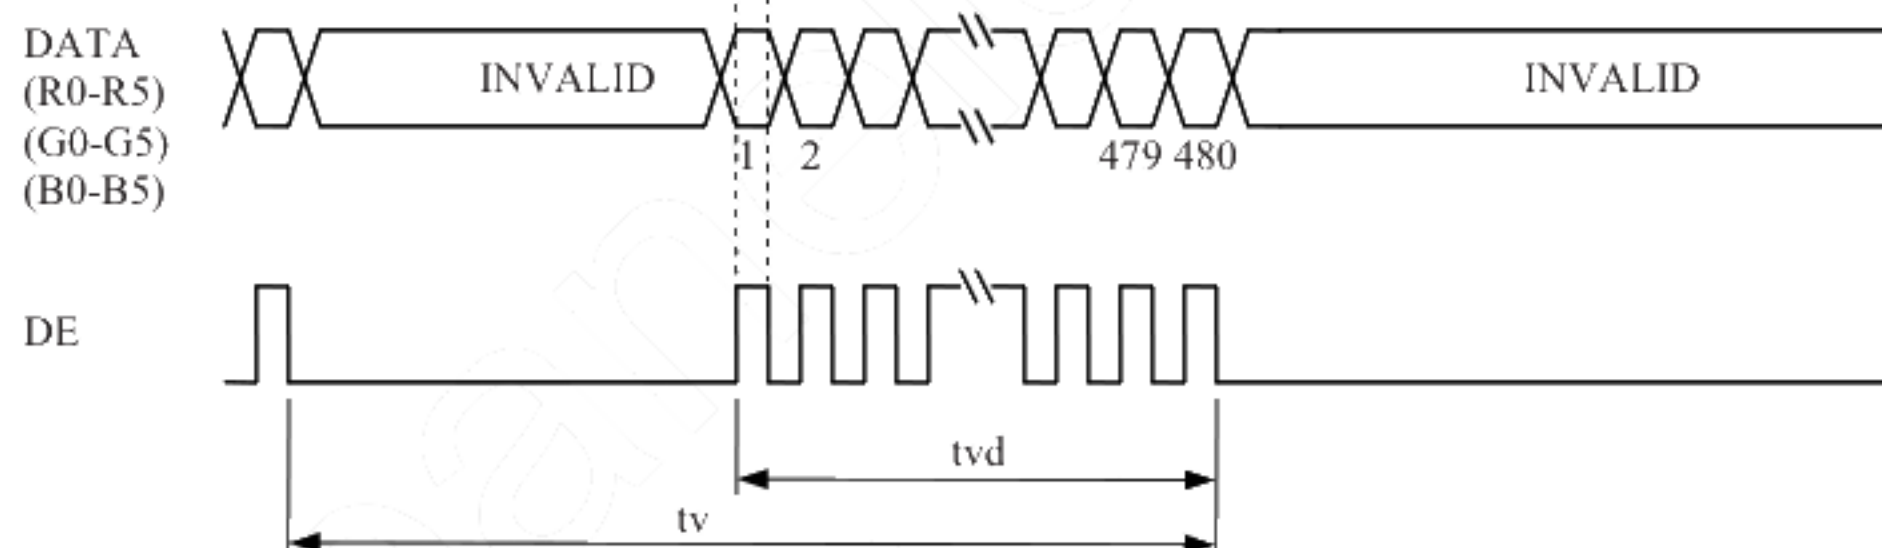 DATA
(R0-R5)
(G0-G5)
(B0-B5)
INVALID
INVALID
1 2 479 480
DE
tvd
tv